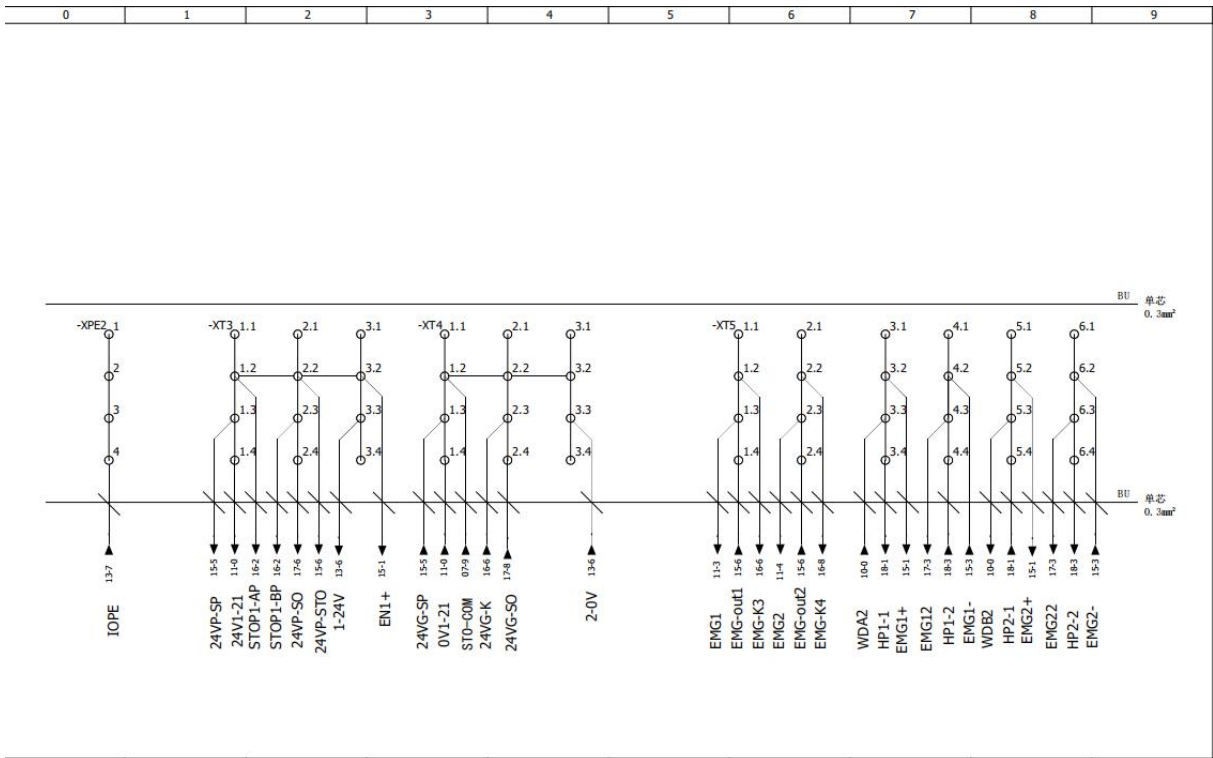 0 1 2 3 4 5 6 7 8 9
BU 单芯
0.3mm²
-XPE2 1 -XT3 1.1 2.1 3.1 -XT4 1.1 2.1 3.1 -XT5 1.1 2.1 3.1 4.1 5.1 6.1
2 1.2 2.2 3.2 1.2 2.2 3.2 1.2 2.2 3.2 4.2 5.2 6.2
3 1.3 2.3 3.3 1.3 2.3 3.3 1.3 2.3 3.3 4.3 5.3 6.3
4 1.4 2.4 3.4 1.4 2.4 3.4 1.4 2.4 3.4 4.4 5.4 6.4
BU 单芯
0.3mm²
13-7 15-5 11-0 16-2 16-2 17-6 15-6 13-6 15-1 15-5 11-0 07-9 16-6 17-8 13-6 11-3 15-6 16-6 11-4 15-6 16-8 10-0 18-1 15-1 17-3 18-3 15-3 10-0 18-1 15-1 17-3 18-3 15-3
IOPE 24VP-SP 24V1-21 STOP1-AP STOP1-BP 24VP-SO 24VP-STO 1-24V EN1+ 24VG-SP 0V1-21 STO-COM 24VG-K 24VG-SO 2-0V EMG1 EMG-out1 EMG-K3 EMG2 EMG-out2 EMG-K4 WDA2 HP1-1 EMG1+ EMG12 HP1-2 EMG1- WDB2 HP2-1 EMG2+ EMG22 HP2-2 EMG2-